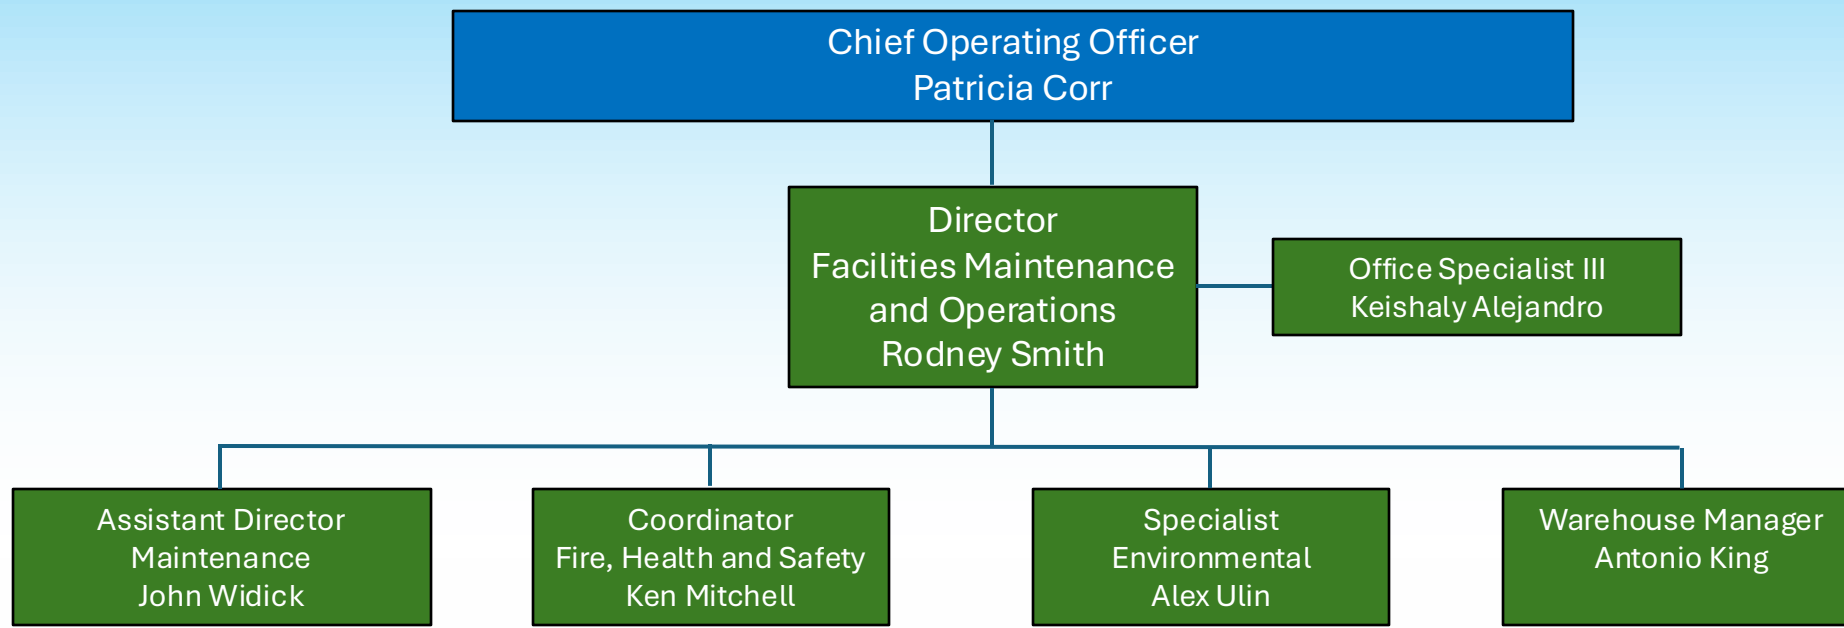 Chief Operating Officer
Patricia Corr
Director
Facilities Maintenance
and Operations
Rodney Smith
Office Specialist III
Keishaly Alejandro
Assistant Director
Maintenance
John Widick
Coordinator
Fire, Health and Safety
Ken Mitchell
Specialist
Environmental
Alex Ulin
Warehouse Manager
Antonio King